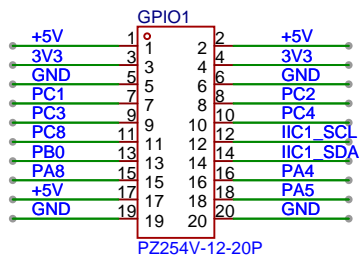 GPIO1
+5V 1 1 2 2 +5V
3V3 3 3 4 4 3V3
GND 5 5 6 6 GND
PC1 7 7 8 8 PC2
PC3 9 9 10 10 PC4
PC8 11 11 12 12 IIC1_SCL
PB0 13 13 14 14 IIC1_SDA
PA8 15 15 16 16 PA4
+5V 17 17 18 18 PA5
GND 19 19 20 20 GND
PZ254V-12-20P